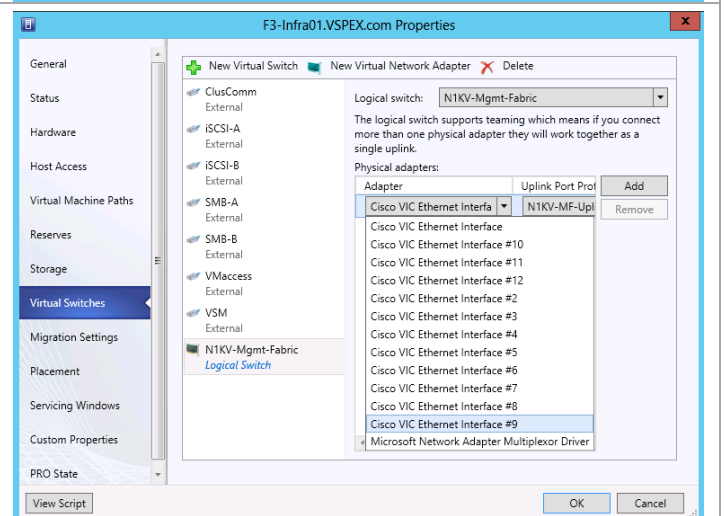 F3-Infra01.VSPEX.com Properties
x
General
Status
Hardware
Host Access
Virtual Machine Paths
Reserves
Storage
Virtual Switches
Migration Settings
Placement
Servicing Windows
Custom Properties
PRO State
New Virtual Switch New Virtual Network Adapter Delete
ClusComm
External
iSCSI-A
External
iSCSI-B
External
SMB-A
External
SMB-B
External
VMaccess
External
VSM
External
N1KV-Mgmt-Fabric
Logical Switch
Logical switch: N1KV-Mgmt-Fabric
The logical switch supports teaming which means if you connect
more than one physical adapter they will work together as a
single uplink.
Physical adapters:
Adapter Uplink Port Prof
Cisco VIC Ethernet Interfa N1KV-MF-Upl
Add
Remove
Cisco VIC Ethernet Interface
Cisco VIC Ethernet Interface #10
Cisco VIC Ethernet Interface #11
Cisco VIC Ethernet Interface #12
Cisco VIC Ethernet Interface #2
Cisco VIC Ethernet Interface #3
Cisco VIC Ethernet Interface #4
Cisco VIC Ethernet Interface #5
Cisco VIC Ethernet Interface #6
Cisco VIC Ethernet Interface #7
Cisco VIC Ethernet Interface #8
Cisco VIC Ethernet Interface #9
Microsoft Network Adapter Multiplexor Driver
View Script
OK
Cancel